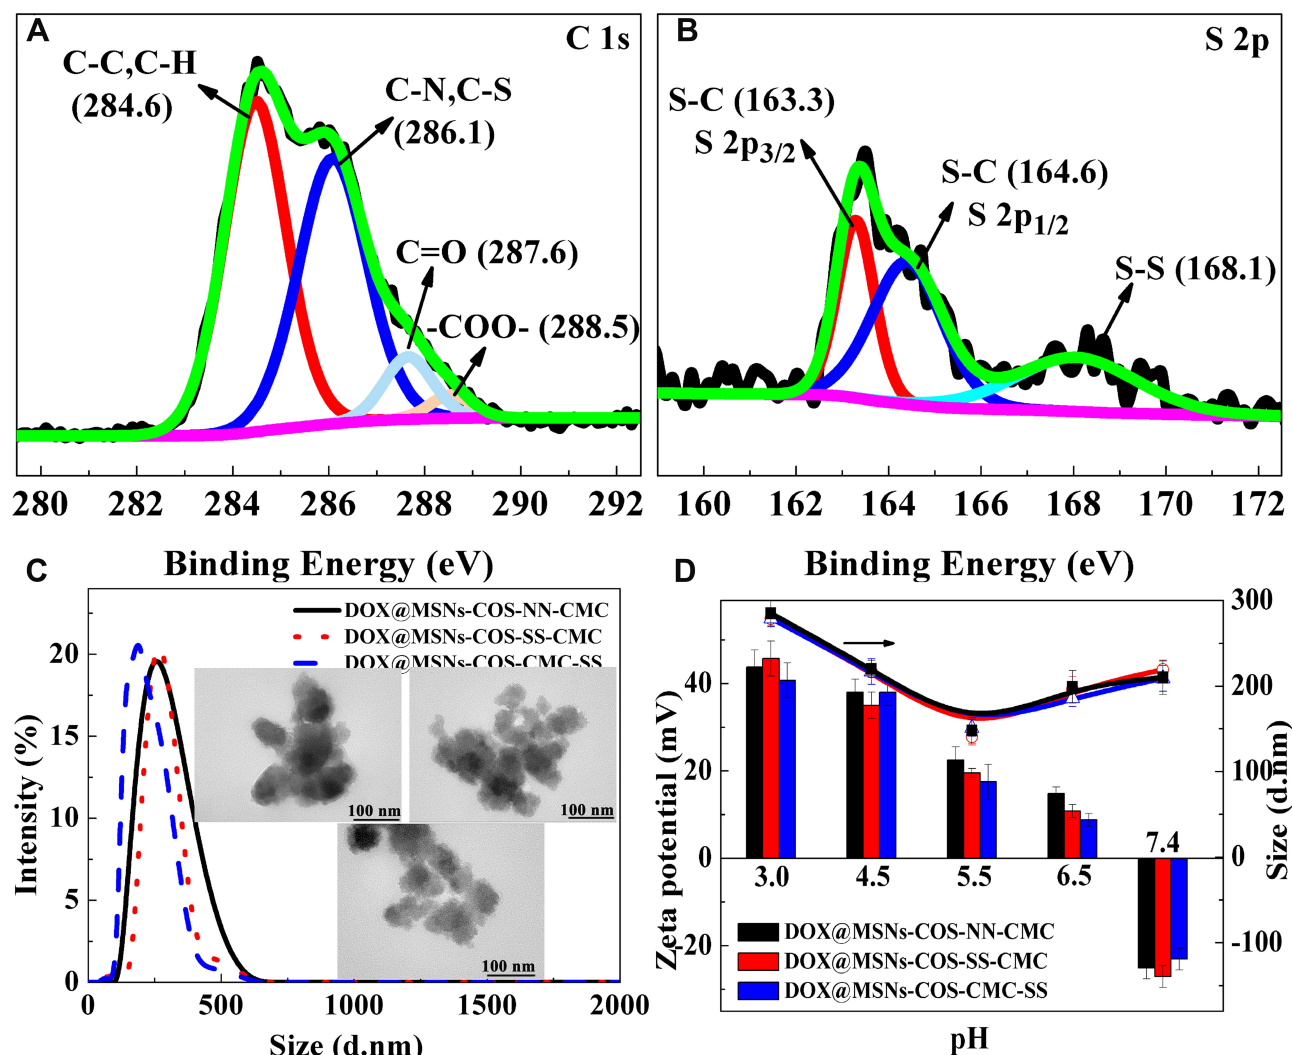 A
C 1s
C-C,C-H
(284.6)
C-N,C-S
(286.1)
C=O (287.6)
-COO- (288.5)
280 282 284 286 288 290 292
Binding Energy (eV)
B
S 2p
S-C (163.3)
S 2p3/2
S-C (164.6)
S 2p1/2
S-S (168.1)
160 162 164 166 168 170 172
Binding Energy (eV)
C
DOX@MSNs-COS-NN-CMC
DOX@MSNs-COS-SS-CMC
DOX@MSNs-COS-CMC-SS
Intensity (%)
20
15
10
5
0
100 nm
100 nm
100 nm
0 500 1000 1500 2000
Size (d.nm)
D
Zeta potential (mV)
40
20
0
-20
300
200
100
0
-100
Size (d.nm)
3.0 4.5 5.5 6.5 7.4
DOX@MSNs-COS-NN-CMC
DOX@MSNs-COS-SS-CMC
DOX@MSNs-COS-CMC-SS
pH